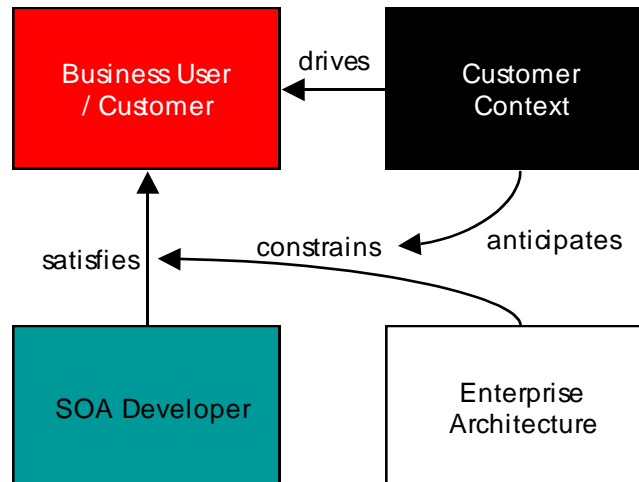 drives
Business User
/ Customer
Customer
Context
constrains
anticipates
satisfies
SOA Developer
Enterprise
Architecture